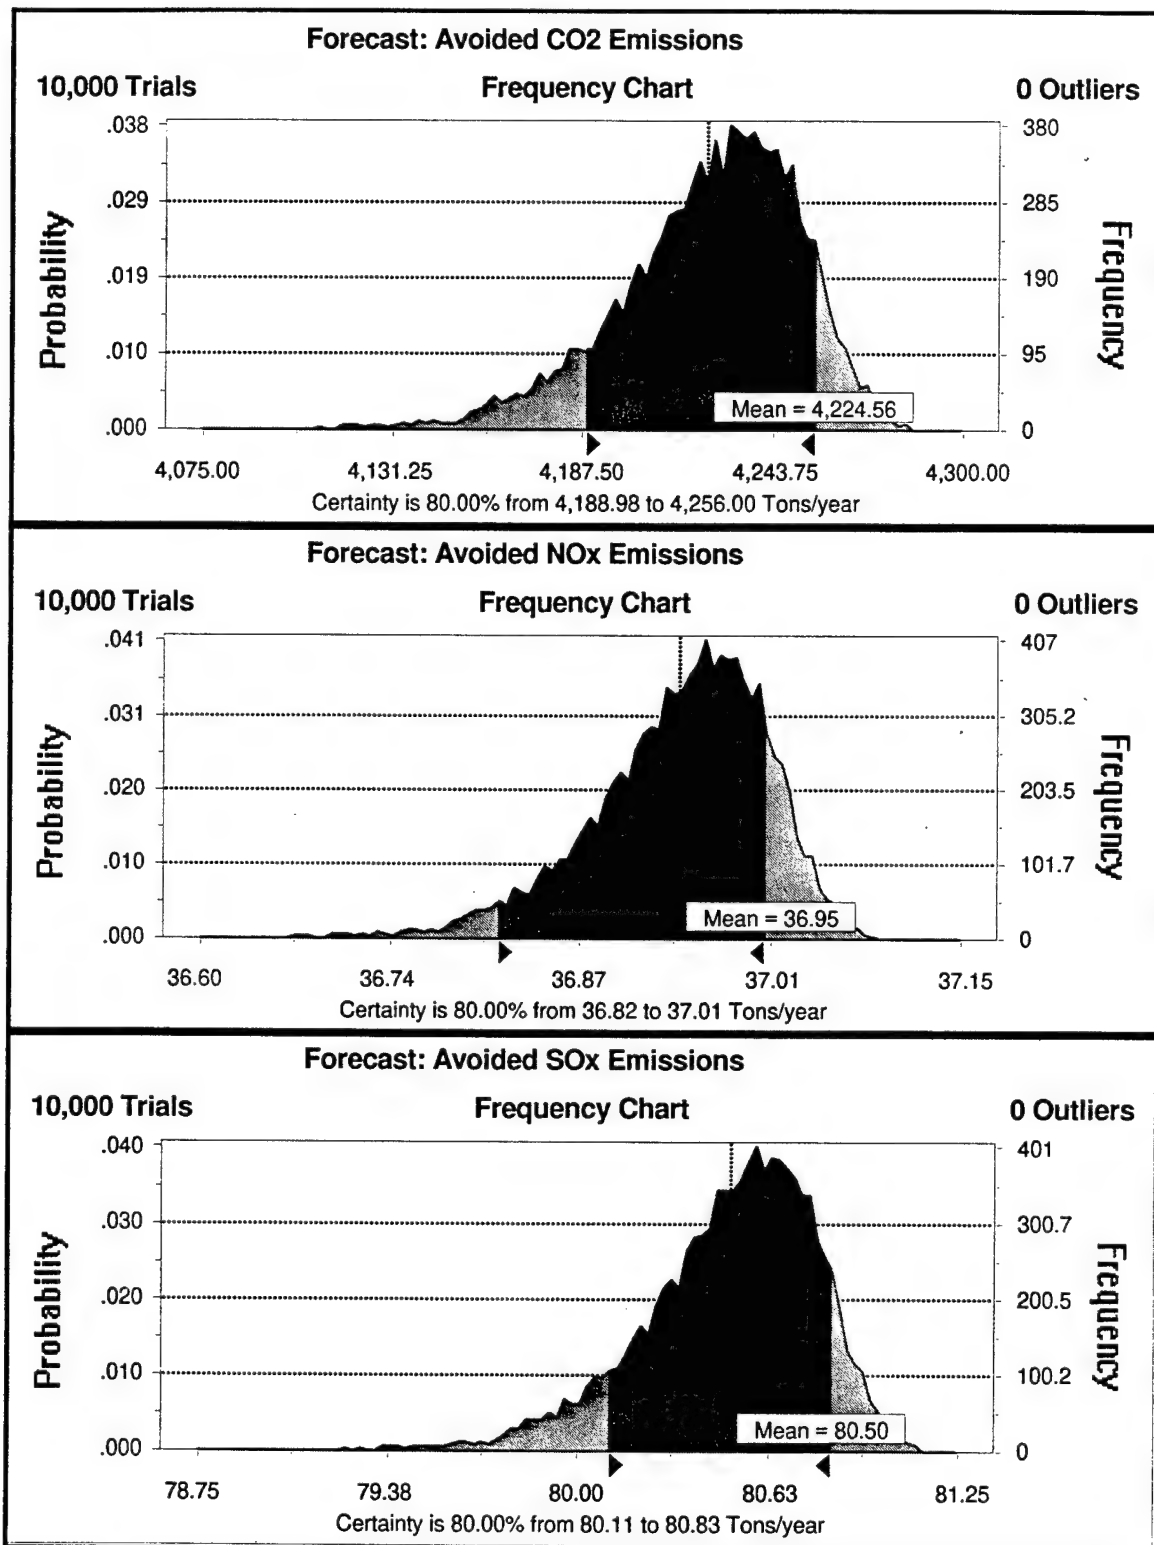 Forecast: Avoided CO2 Emissions
10,000 Trials Frequency Chart 0 Outliers
.038 380
.029 285
.019 190
.010 95
.000 0
Probability
Frequency
Mean = 4,224.56
4,075.00 4,131.25 4,187.50 4,243.75 4,300.00
Certainty is 80.00% from 4,188.98 to 4,256.00 Tons/year
Forecast: Avoided NOx Emissions
10,000 Trials Frequency Chart 0 Outliers
.041 407
.031 305.2
.020 203.5
.010 101.7
.000 0
Probability
Frequency
Mean = 36.95
36.60 36.74 36.87 37.01 37.15
Certainty is 80.00% from 36.82 to 37.01 Tons/year
Forecast: Avoided SOx Emissions
10,000 Trials Frequency Chart 0 Outliers
.040 401
.030 300.7
.020 200.5
.010 100.2
.000 0
Probability
Frequency
Mean = 80.50
78.75 79.38 80.00 80.63 81.25
Certainty is 80.00% from 80.11 to 80.83 Tons/year